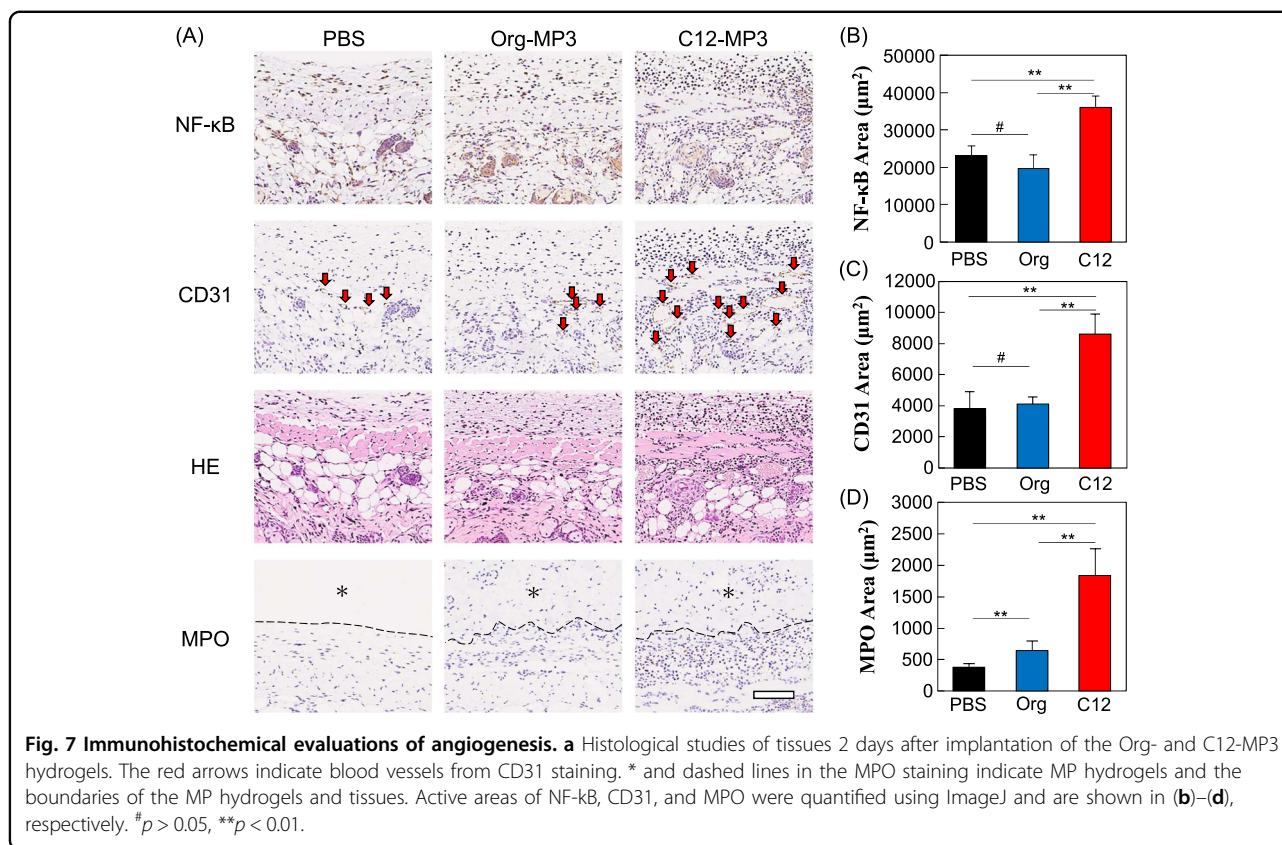 (A)
PBS Org-MP3 C12-MP3
NF-κB
CD31
HE
MPO
* * *
(B)
NF-κB Area (µm²)
50000
40000
30000
20000
10000
0
**
**
#
PBS Org C12
(C)
CD31 Area (µm²)
12000
10000
8000
6000
4000
2000
0
**
**
#
PBS Org C12
(D)
MPO Area (µm²)
3000
2500
2000
1500
1000
500
0
**
**
**
PBS Org C12
Fig. 7 Immunohistochemical evaluations of angiogenesis. a Histological studies of tissues 2 days after implantation of the Org- and C12-MP3
hydrogels. The red arrows indicate blood vessels from CD31 staining. * and dashed lines in the MPO staining indicate MP hydrogels and the
boundaries of the MP hydrogels and tissues. Active areas of NF-kB, CD31, and MPO were quantified using ImageJ and are shown in (b)–(d),
respectively. #p > 0.05, **p < 0.01.